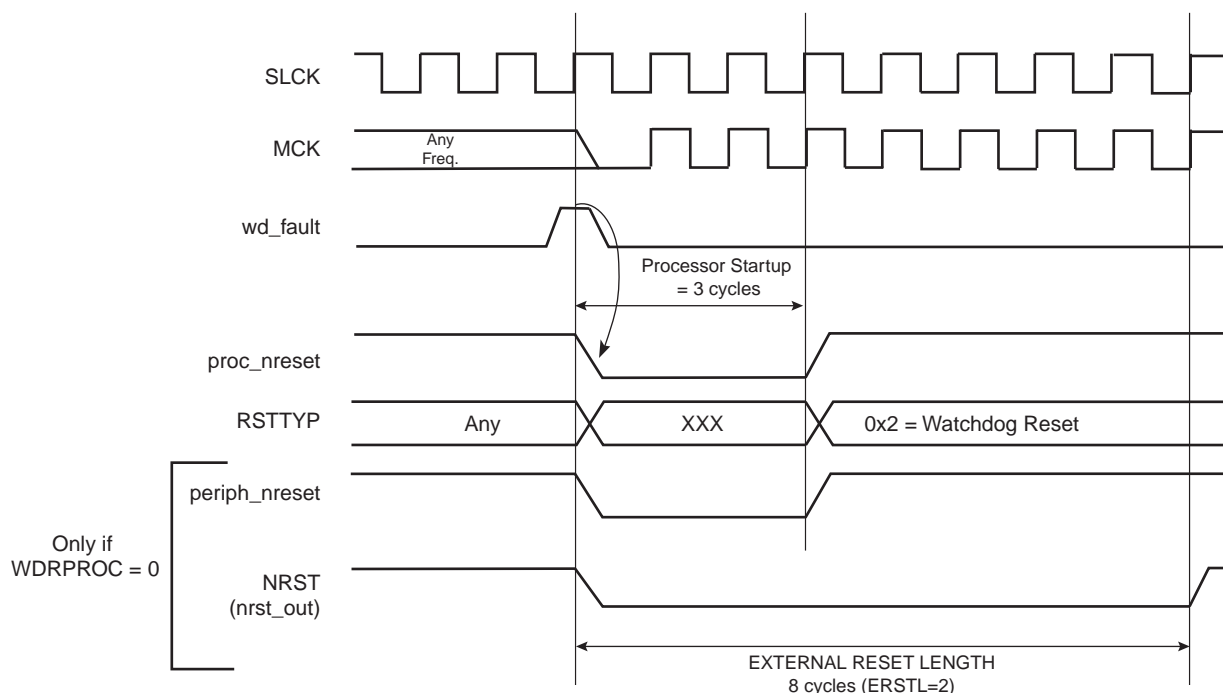 SLCK
MCK
Any
Freq.
wd_fault
Processor Startup
= 3 cycles
proc_nreset
RSTTYP
Any
XXX
0x2 = Watchdog Reset
periph_nreset
Only if
WDRPROC = 0
NRST
(nrst_out)
EXTERNAL RESET LENGTH
8 cycles (ERSTL=2)